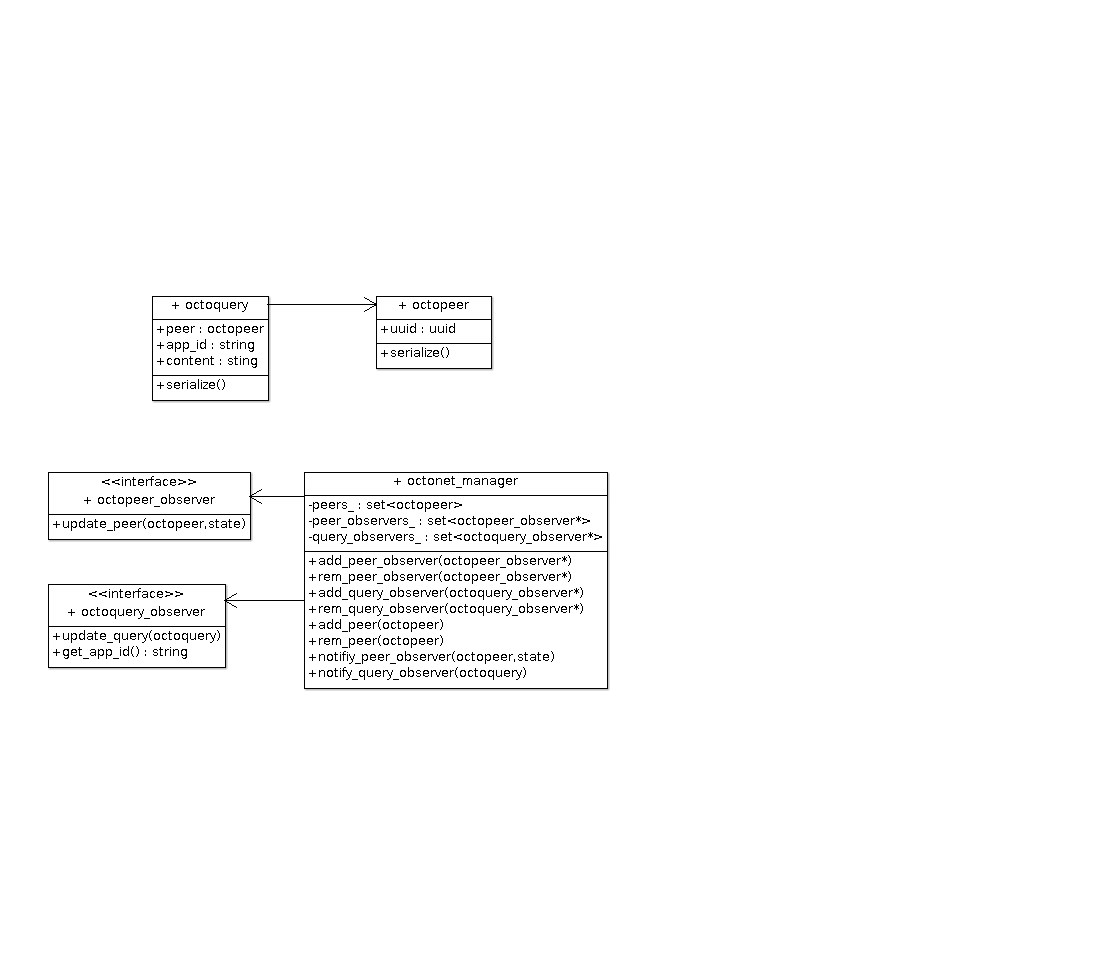 + octoquery
+peer : octopeer
+app_id : string
+content : sting
+serialize()
+ octopeer
+uuid : uuid
+serialize()
<<interface>>
+ octopeer_observer
+update_peer(octopeer,state)
<<interface>>
+ octoquery_observer
+update_query(octoquery)
+get_app_id() : string
+ octonet_manager
-peers_ : set<octopeer>
-peer_observers_ : set<octopeer_observer*>
-query_observers_ : set<octoquery_observer*>
+add_peer_observer(octopeer_observer*)
+rem_peer_observer(octopeer_observer*)
+add_query_observer(octoquery_observer*)
+rem_query_observer(octoquery_observer*)
+add_peer(octopeer)
+rem_peer(octopeer)
+notifiy_peer_observer(octopeer,state)
+notify_query_observer(octoquery)